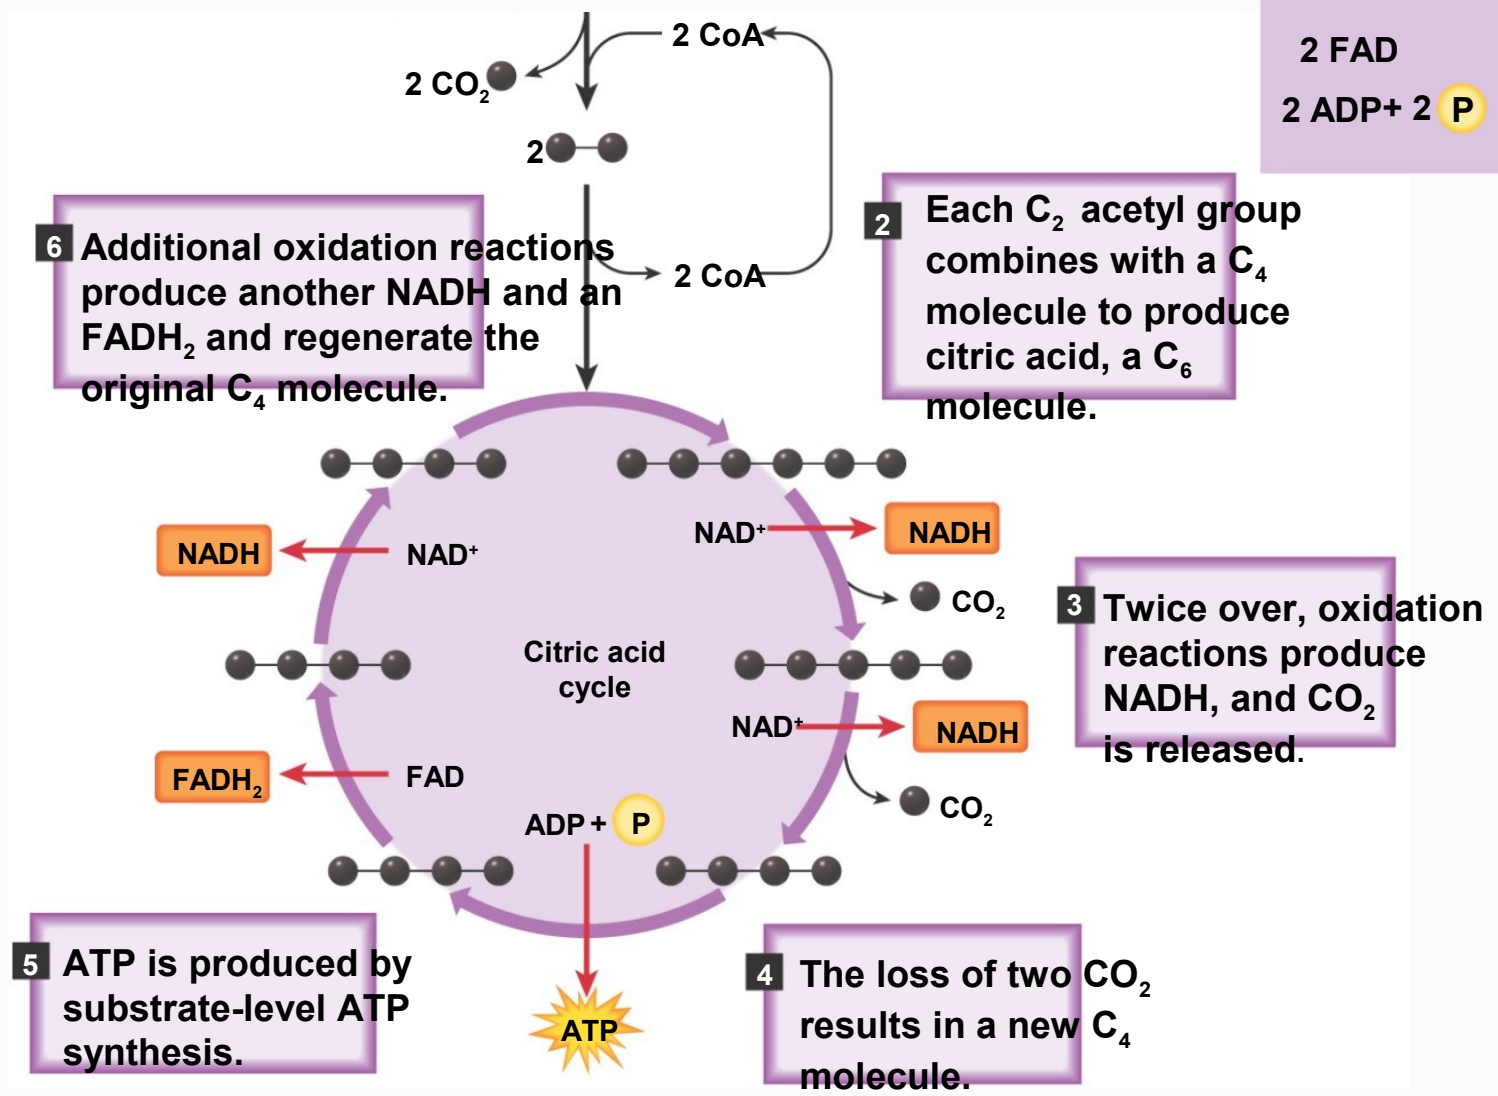 2 CoA
2 CO₂
2
2 CoA
2 FAD
2 ADP+ 2 P
6 Additional oxidation reactions
produce another NADH and an
FADH₂ and regenerate the
original C₄ molecule.
2 Each C₂ acetyl group
combines with a C₄
molecule to produce
citric acid, a C₆
molecule.
NAD⁺ NADH
CO₂
NADH NAD⁺
3 Twice over, oxidation
reactions produce
NADH, and CO₂
is released.
Citric acid
cycle
NAD⁺ NADH
CO₂
FADH₂ FAD
ADP + P
ATP
5 ATP is produced by
substrate-level ATP
synthesis.
4 The loss of two CO₂
results in a new C₄
molecule.